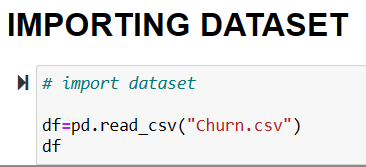 IMPORTING DATASET
# import dataset
df=pd.read_csv("Churn.csv")
df